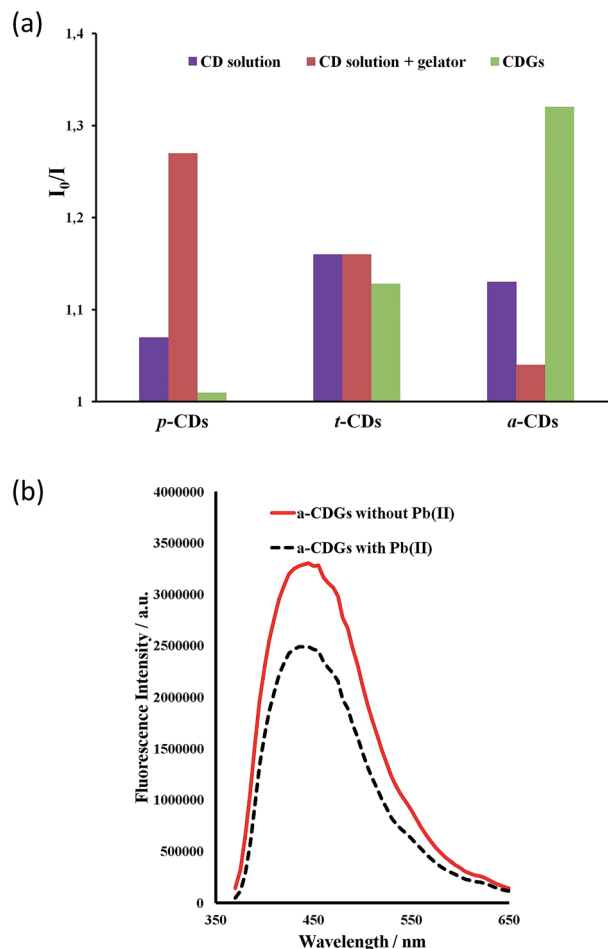 (a)
1,4
CD solution CD solution + gelator CDGs
1,3
I₀/I
1,2
1,1
1
p-CDs t-CDs a-CDs
(b)
4000000
a-CDGs without Pb(II)
3500000
a-CDGs with Pb(II)
3000000
2500000
2000000
1500000
1000000
500000
0
Fluorescence Intensity / a.u.
350 450 550 650
Wavelength / nm